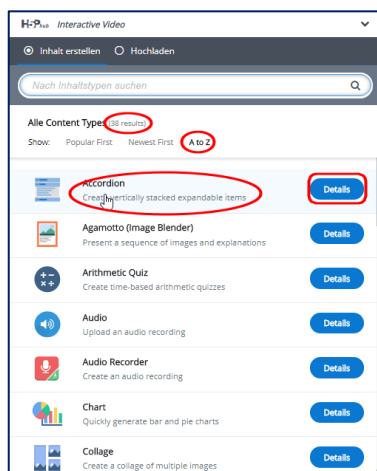 H5P hub Interactive Video
Inhalt erstellen Hochladen
Nach Inhaltstypen suchen
Alle Content Types (38 results)
Show: Popular First Newest First A to Z
Accordion
Create vertically stacked expandable items
Details
Agamotto (Image Blender)
Present a sequence of images and explanations
Details
Arithmetic Quiz
Create time-based arithmetic quizzes
Details
Audio
Upload an audio recording
Details
Audio Recorder
Create an audio recording
Details
Chart
Quickly generate bar and pie charts
Details
Collage
Create a collage of multiple images
Details